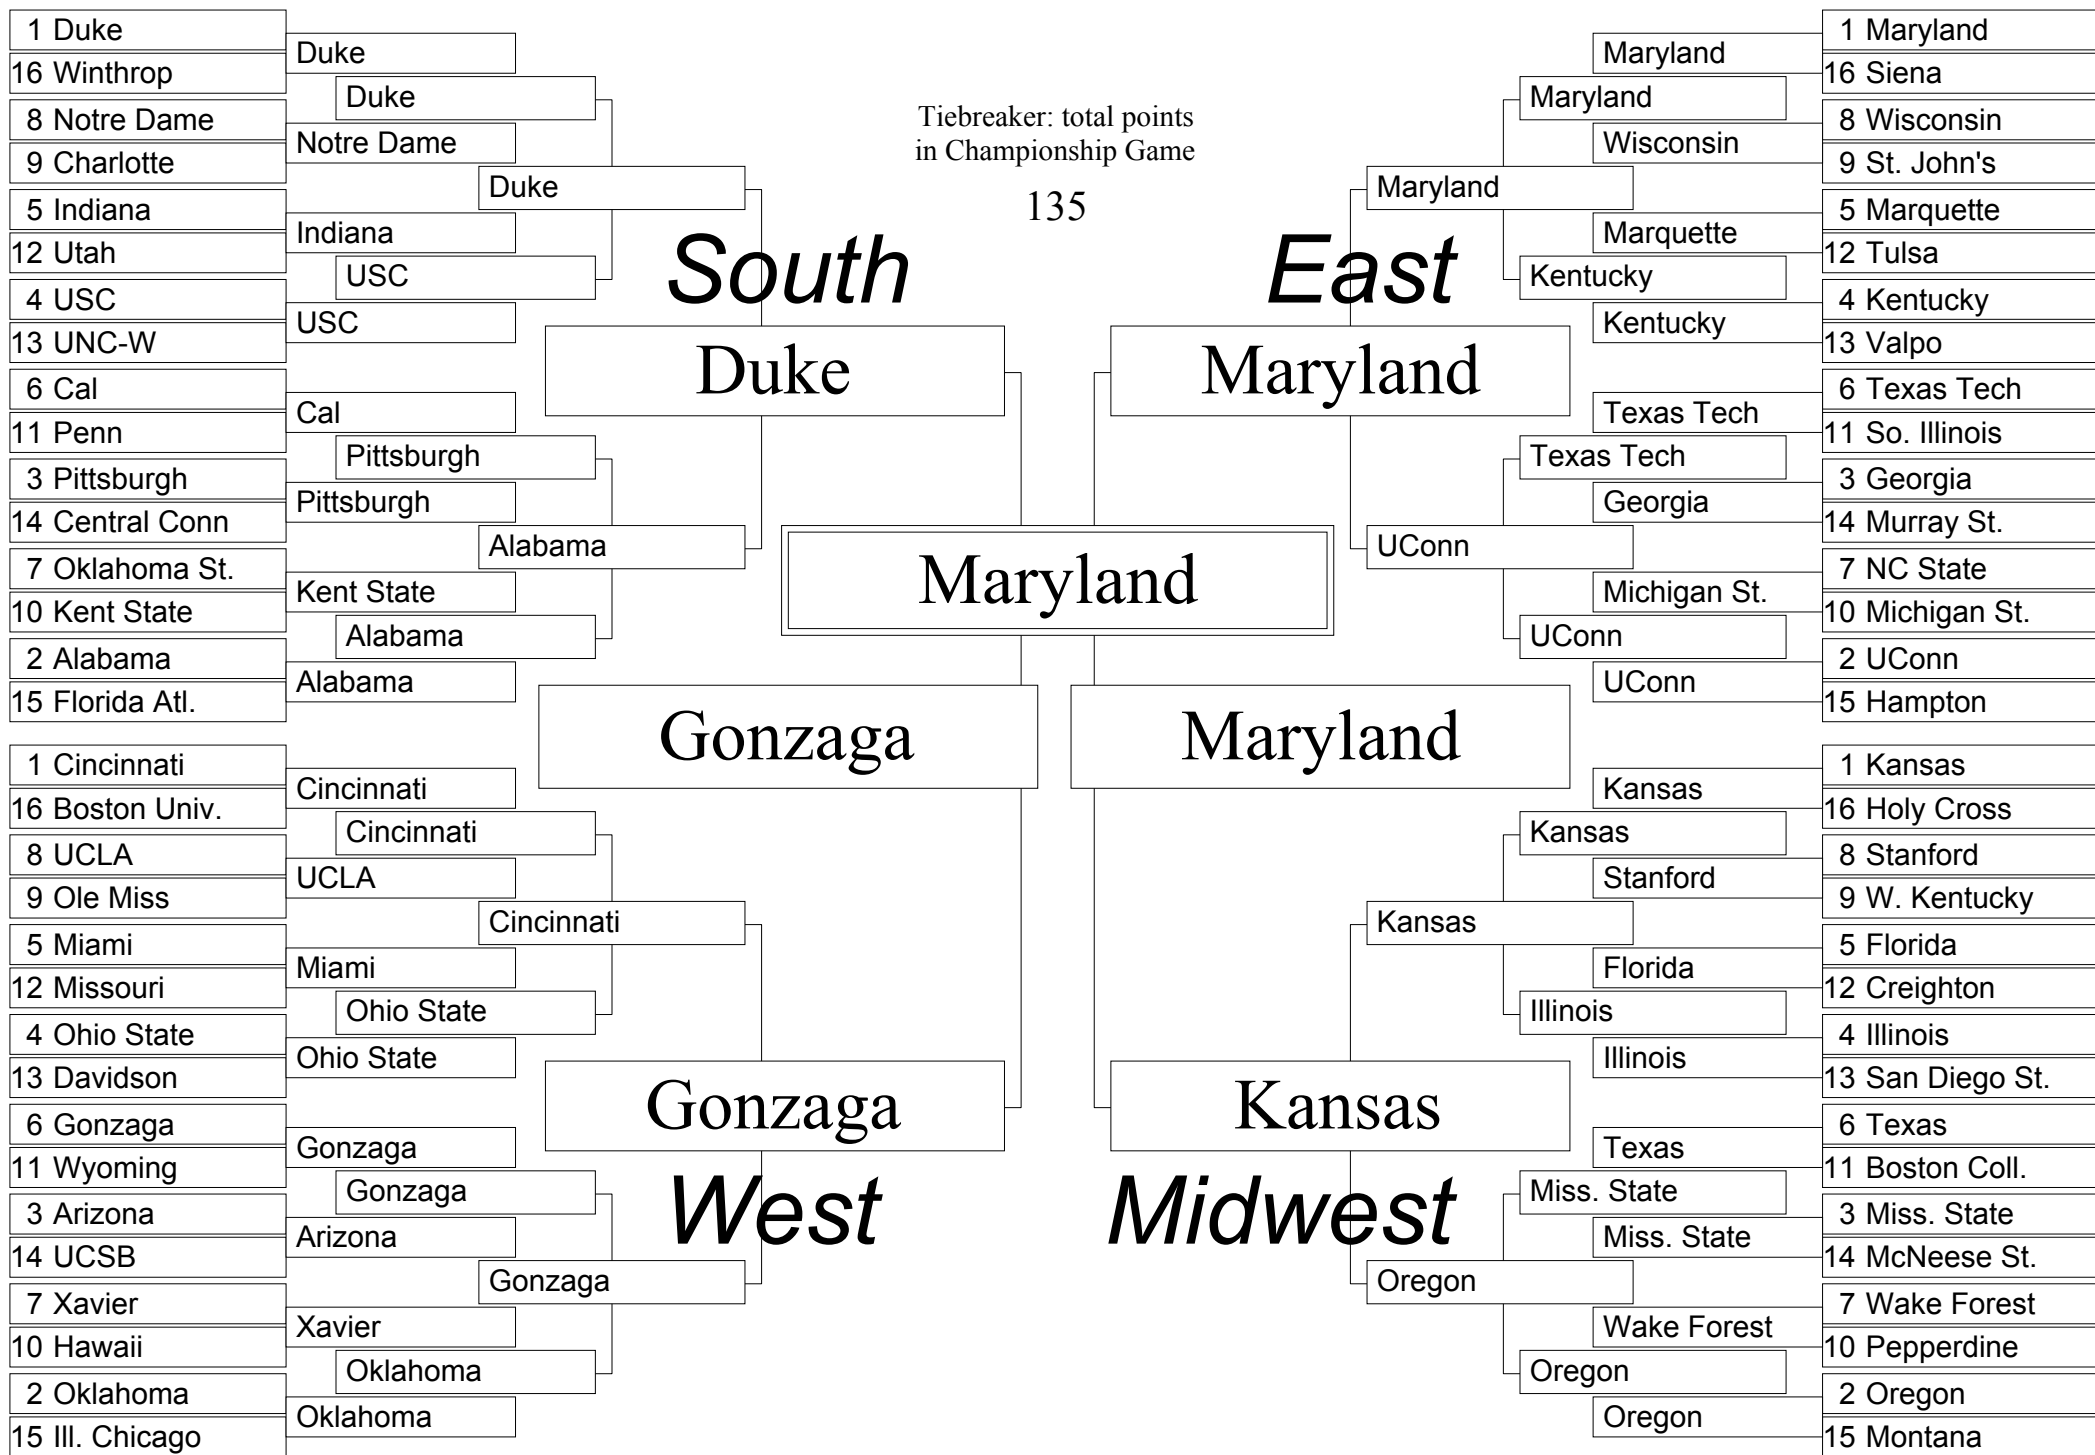 1 Duke
16 Winthrop
8 Notre Dame
9 Charlotte
5 Indiana
12 Utah
4 USC
13 UNC-W
6 Cal
11 Penn
3 Pittsburgh
14 Central Conn
7 Oklahoma St.
10 Kent State
2 Alabama
15 Florida Atl.
Duke
Notre Dame
Indiana
USC
Cal
Pittsburgh
Kent State
Alabama
Duke
USC
Pittsburgh
Alabama
Duke
Alabama
South
Duke
1 Cincinnati
16 Boston Univ.
8 UCLA
9 Ole Miss
5 Miami
12 Missouri
4 Ohio State
13 Davidson
6 Gonzaga
11 Wyoming
3 Arizona
14 UCSB
7 Xavier
10 Hawaii
2 Oklahoma
15 Ill. Chicago
Cincinnati
UCLA
Miami
Ohio State
Gonzaga
Arizona
Xavier
Oklahoma
Cincinnati
Ohio State
Gonzaga
Oklahoma
Cincinnati
Gonzaga
Gonzaga
West
Tiebreaker: total points
in Championship Game
135
Maryland
Gonzaga
Maryland
East
Maryland
Maryland
UConn
Maryland
Kentucky
Texas Tech
UConn
Maryland
Wisconsin
Marquette
Kentucky
Texas Tech
Georgia
Michigan St.
UConn
1 Maryland
16 Siena
8 Wisconsin
9 St. John's
5 Marquette
12 Tulsa
4 Kentucky
13 Valpo
6 Texas Tech
11 So. Illinois
3 Georgia
14 Murray St.
7 NC State
10 Michigan St.
2 UConn
15 Hampton
Kansas
Midwest
Kansas
Oregon
Kansas
Illinois
Miss. State
Oregon
Kansas
Stanford
Florida
Illinois
Texas
Miss. State
Wake Forest
Oregon
1 Kansas
16 Holy Cross
8 Stanford
9 W. Kentucky
5 Florida
12 Creighton
4 Illinois
13 San Diego St.
6 Texas
11 Boston Coll.
3 Miss. State
14 McNeese St.
7 Wake Forest
10 Pepperdine
2 Oregon
15 Montana